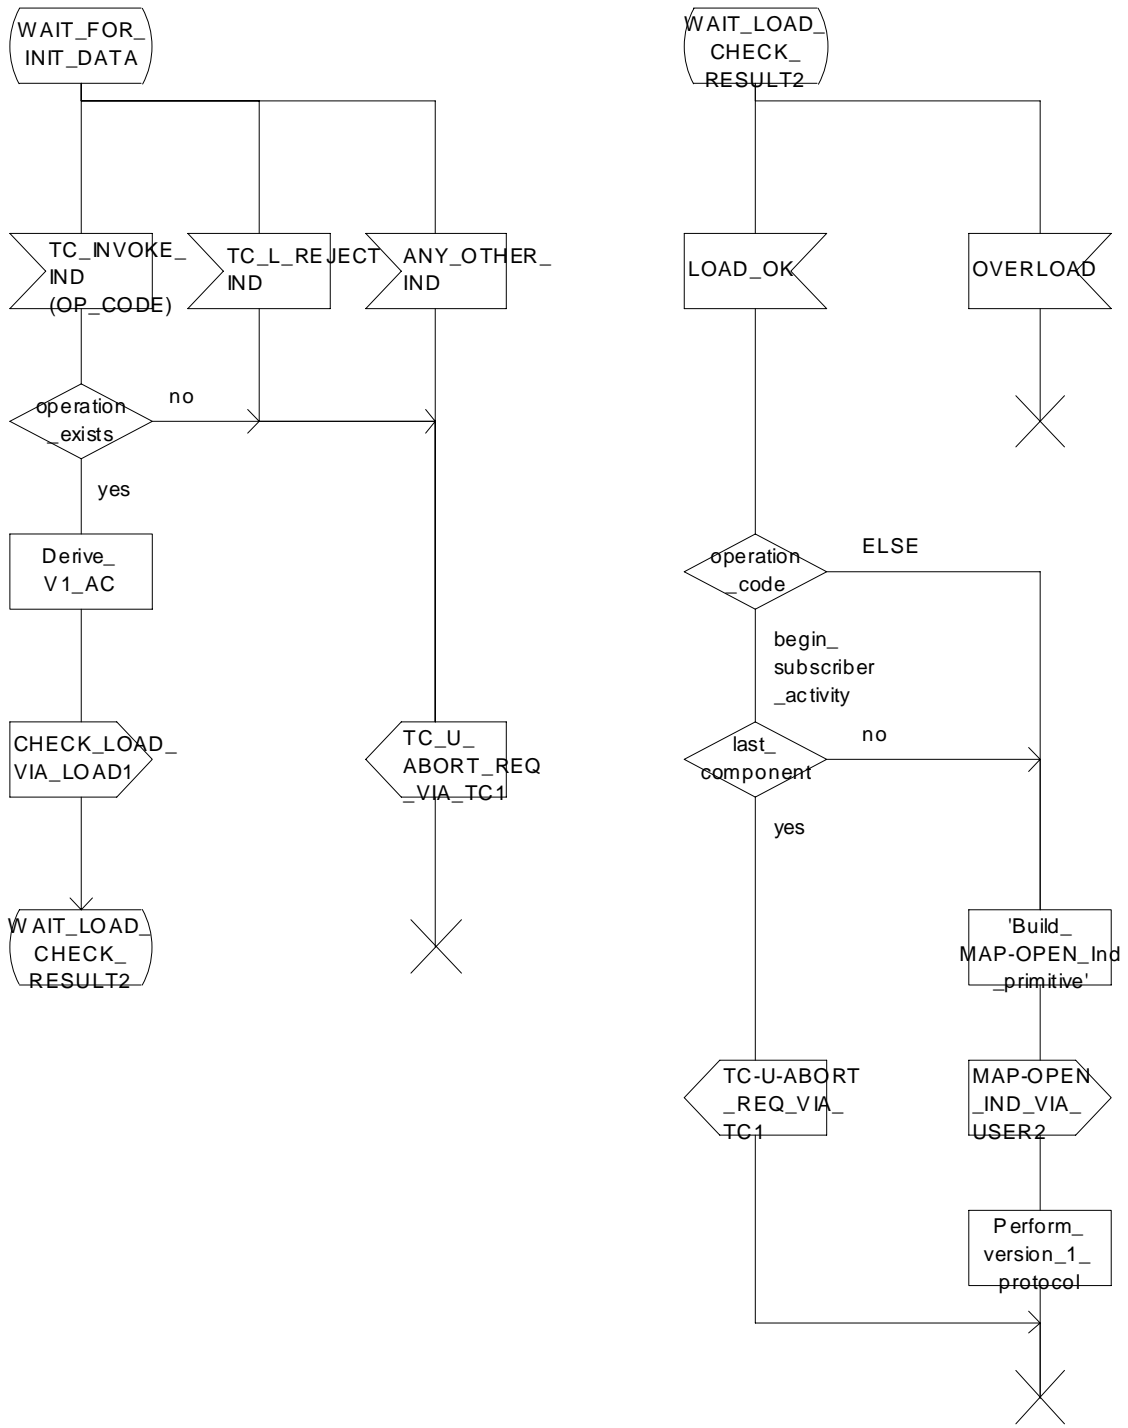 WAIT_FOR_
INIT_DATA
TC_INVOKE_
IND
(OP_CODE)
TC_L_REJECT
IND
ANY_OTHER_
IND
operation
_exists
no
yes
Derive_
V1_AC
CHECK_LOAD_
VIA_LOAD1
TC_U_
ABORT_REQ
_VIA_TC1
WAIT_LOAD_
CHECK_
RESULT2
WAIT_LOAD_
CHECK_
RESULT2
LOAD_OK
OVERLOAD
operation
_code
ELSE
begin_
subscriber
_activity
last_
component
no
yes
'Build_
MAP-OPEN_Ind
_primitive'
TC-U-ABORT
_REQ_VIA_
TC1
MAP-OPEN
_IND_VIA_
USER2
Perform_
version_1_
protocol